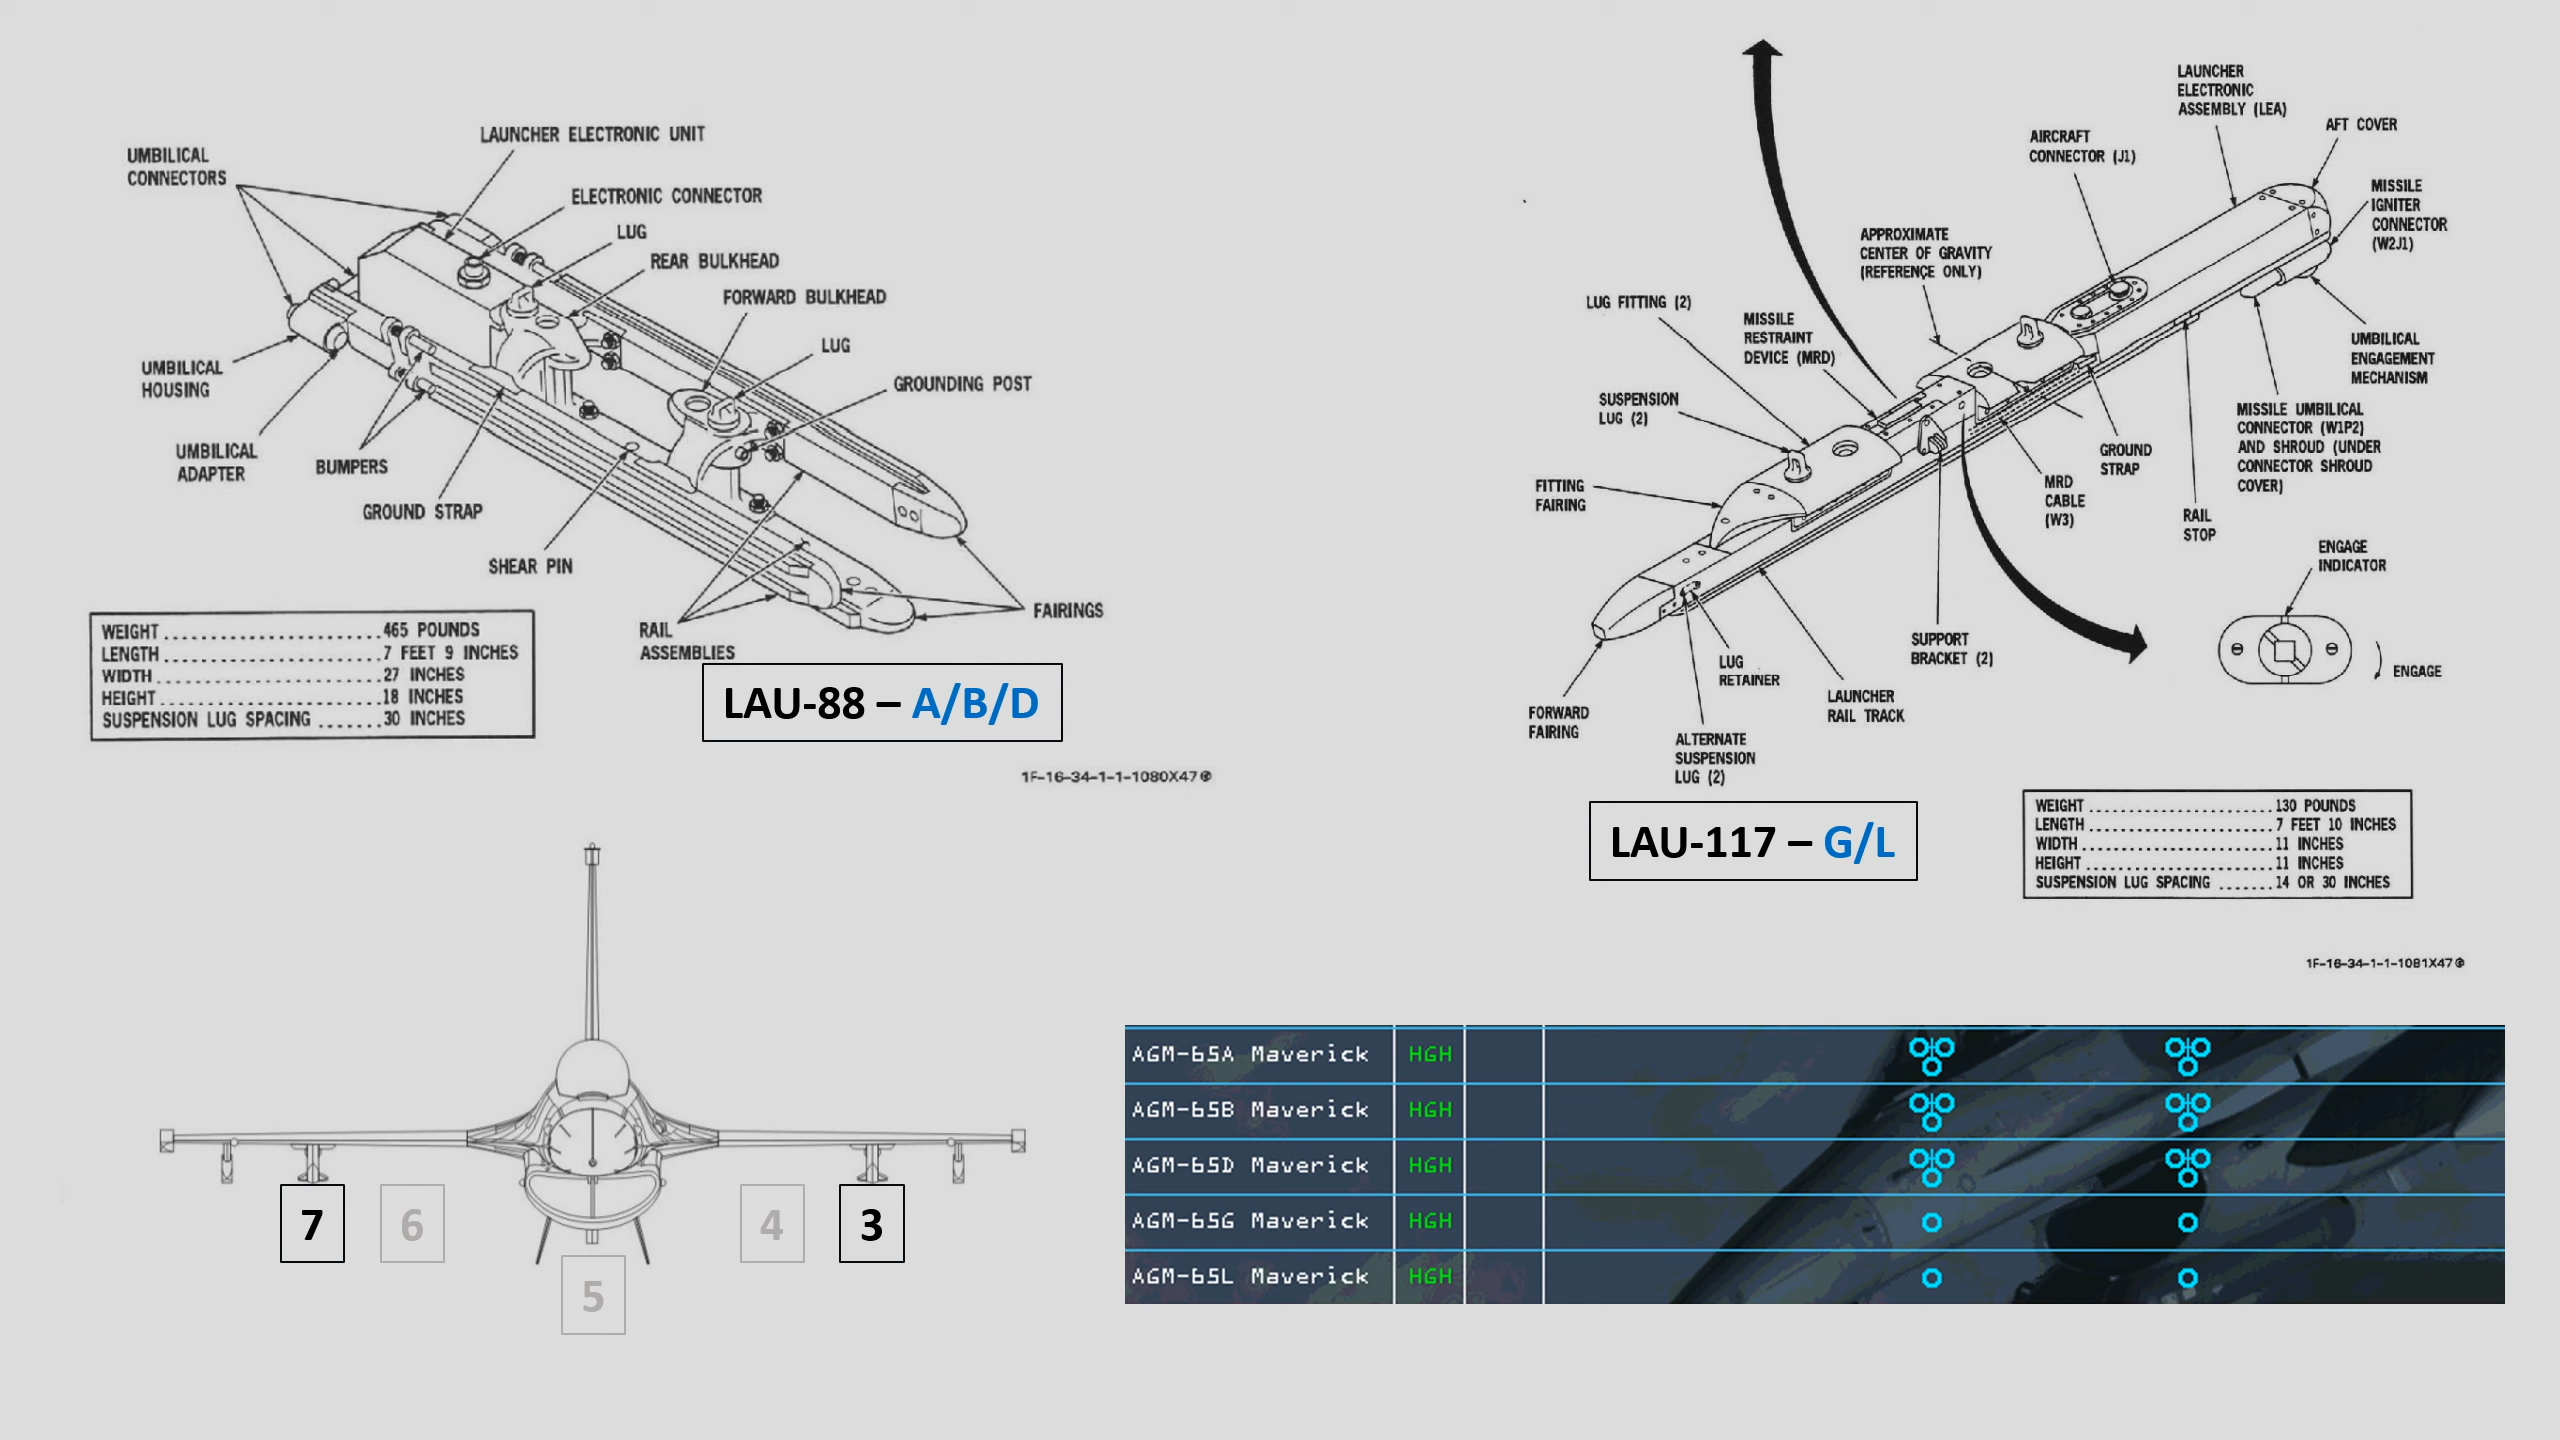 LAUNCHER ELECTRONIC UNIT
UMBILICAL
CONNECTORS
ELECTRONIC CONNECTOR
LUG
REAR BULKHEAD
FORWARD BULKHEAD
LUG
GROUNDING POST
UMBILICAL
HOUSING
UMBILICAL
ADAPTER
BUMPERS
GROUND STRAP
SHEAR PIN
RAIL
ASSEMBLIES
FAIRINGS
WEIGHT ........................ 465 POUNDS
LENGTH ........................ 7 FEET 9 INCHES
WIDTH ......................... 27 INCHES
HEIGHT ........................ 18 INCHES
SUSPENSION LUG SPACING ....... 30 INCHES
LAU-88 – A/B/D
1F-16-34-1-1-1080X47
LAUNCHER
ELECTRONIC
ASSEMBLY (LEA)
AFT COVER
AIRCRAFT
CONNECTOR (J1)
MISSILE
IGNITER
CONNECTOR
(W2J1)
APPROXIMATE
CENTER OF GRAVITY
(REFERENCE ONLY)
LUG FITTING (2)
MISSILE
RESTRAINT
DEVICE (MRD)
SUSPENSION
LUG (2)
FITTING
FAIRING
UMBILICAL
ENGAGEMENT
MECHANISM
MISSILE UMBILICAL
CONNECTOR (W1P2)
AND SHROUD (UNDER
CONNECTOR SHROUD
COVER)
GROUND
STRAP
MRD
CABLE
(W3)
RAIL
STOP
ENGAGE
INDICATOR
ENGAGE
SUPPORT
BRACKET (2)
LUG
RETAINER
LAUNCHER
RAIL TRACK
FORWARD
FAIRING
ALTERNATE
SUSPENSION
LUG (2)
LAU-117 – G/L
WEIGHT ........................ 130 POUNDS
LENGTH ........................ 7 FEET 10 INCHES
WIDTH ......................... 11 INCHES
HEIGHT ........................ 11 INCHES
SUSPENSION LUG SPACING ....... 14 OR 30 INCHES
1F-16-34-1-1-1081X47
7
6
5
4
3
AGM-65A Maverick HGH
AGM-65B Maverick HGH
AGM-65D Maverick HGH
AGM-65G Maverick HGH
AGM-65L Maverick HGH